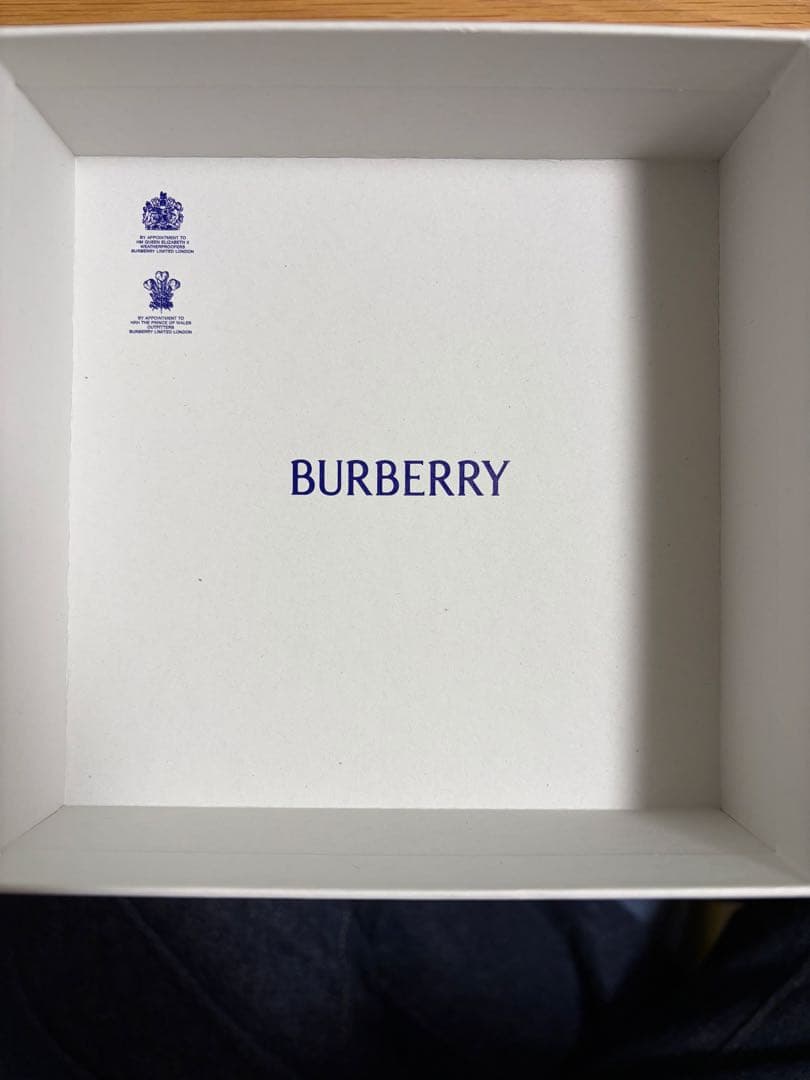 BY APPOINTMENT TO
HM QUEEN ELIZABETH II
WEATHERPROOFERS
BURBERRY LIMITED LONDON
BY APPOINTMENT TO
HRH THE PRINCE OF WALES
OUTFITTERS
BURBERRY LIMITED LONDON
BURBERRY